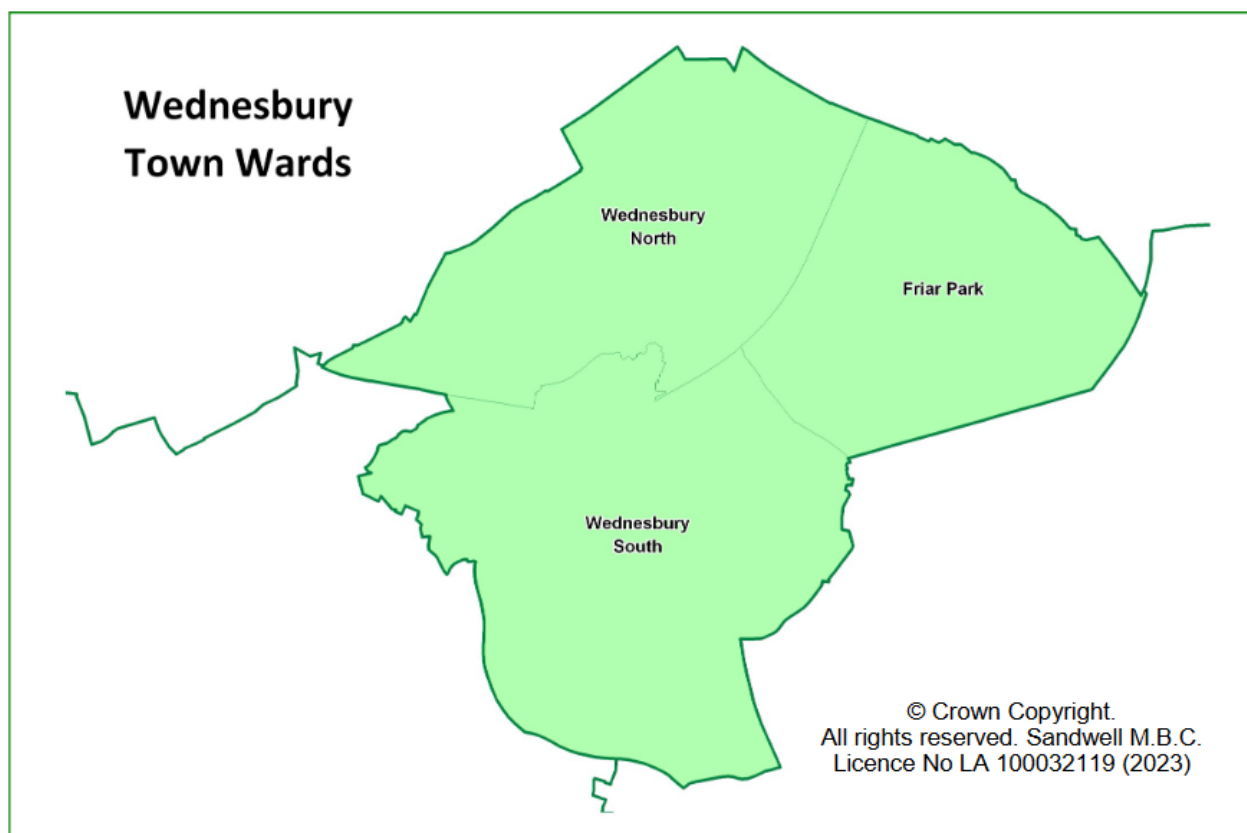 Wednesbury
Town Wards
Wednesbury
North
Friar Park
Wednesbury
South
© Crown Copyright.
All rights reserved. Sandwell M.B.C.
Licence No LA 100032119 (2023)